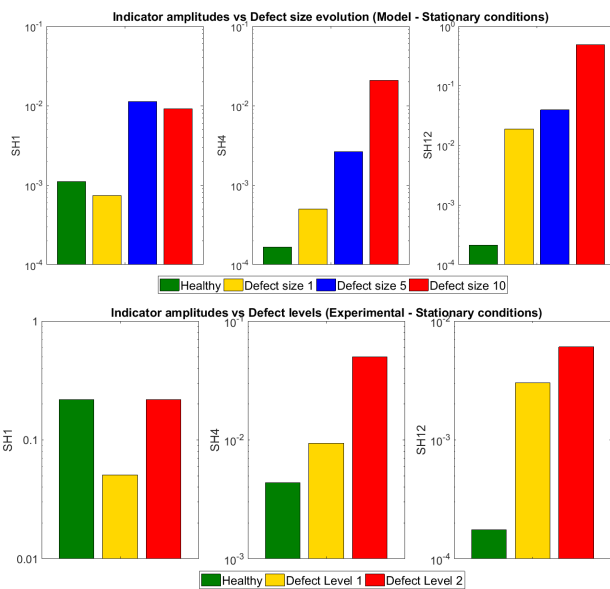 Indicator amplitudes vs Defect size evolution (Model - Stationary conditions)
10^-1
10^-2
10^-3
10^-4
SH1
10^-1
10^-2
10^-3
10^-4
SH4
10^0
10^-1
10^-2
10^-3
10^-4
SH12
Healthy Defect size 1 Defect size 5 Defect size 10
Indicator amplitudes vs Defect levels (Experimental - Stationary conditions)
1
0.1
0.01
SH1
10^-1
10^-2
10^-3
SH4
10^-2
10^-3
10^-4
SH12
Healthy Defect Level 1 Defect Level 2